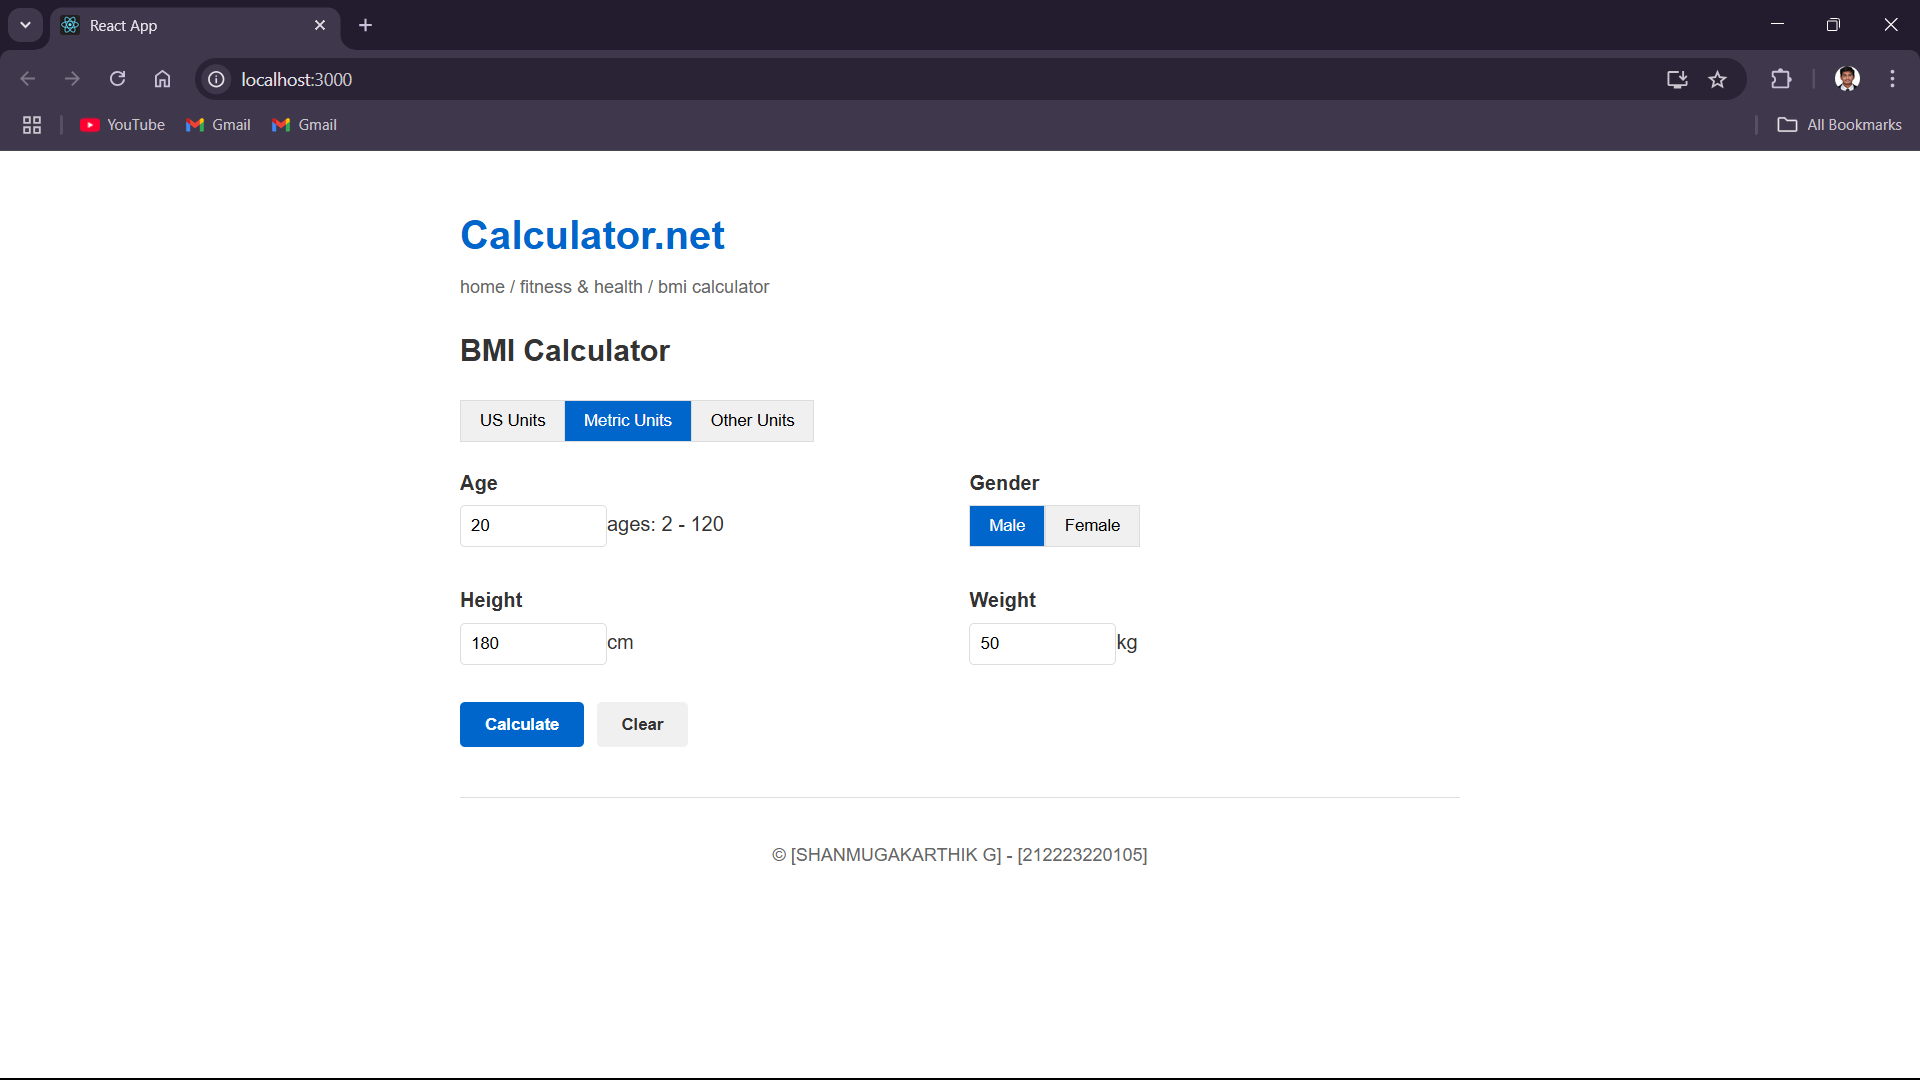 React App
localhost:3000
YouTube Gmail Gmail All Bookmarks
Calculator.net
home / fitness & health / bmi calculator
BMI Calculator
US Units Metric Units Other Units
Age Gender
20 ages: 2 - 120 Male Female
Height Weight
180 cm 50 kg
Calculate Clear
© [SHANMUGAKARTHIK G] - [212223220105]